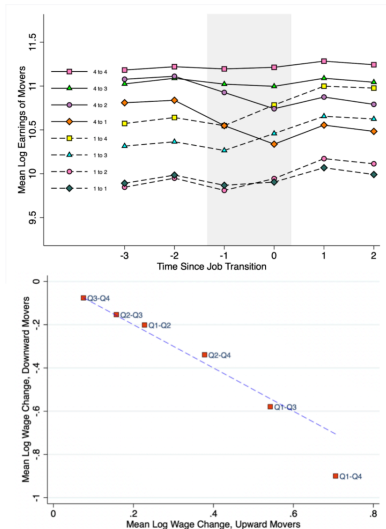 11.5
11
10.5
10
9.5
Mean Log Earnings of Movers
4 to 4
4 to 3
4 to 2
4 to 1
1 to 4
1 to 3
1 to 2
1 to 1
-3 -2 -1 0 1 2
Time Since Job Transition
0
-.2
-.4
-.6
-.8
-1
Mean Log Wage Change, Downward Movers
Q3-Q4
Q2-Q3
Q1-Q2
Q2-Q4
Q1-Q3
Q1-Q4
0 .2 .4 .6 .8
Mean Log Wage Change, Upward Movers